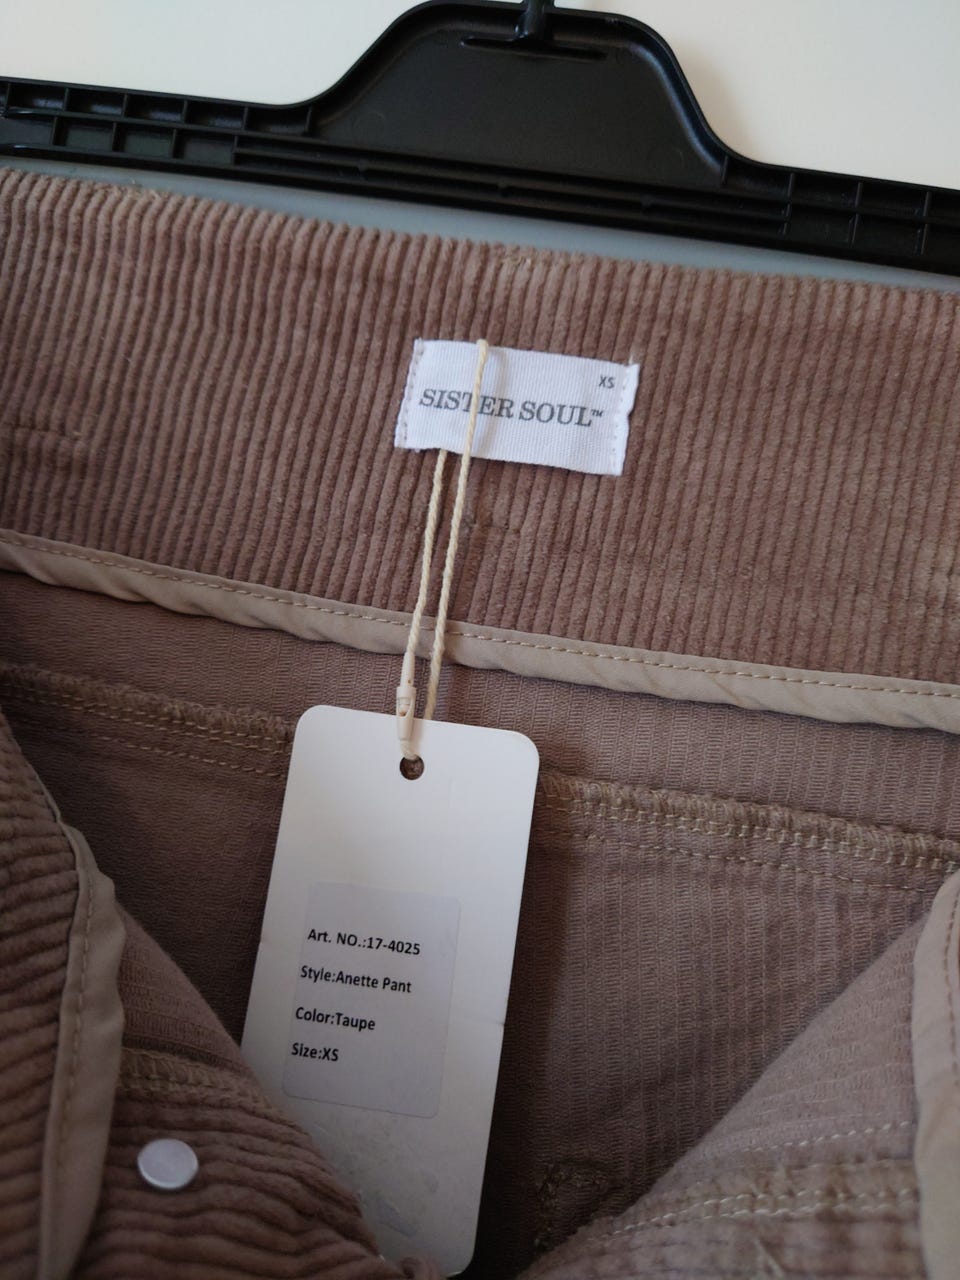 XS
SISTER SOUL™
Art. NO.:17-4025
Style:Anette Pant
Color:Taupe
Size:XS